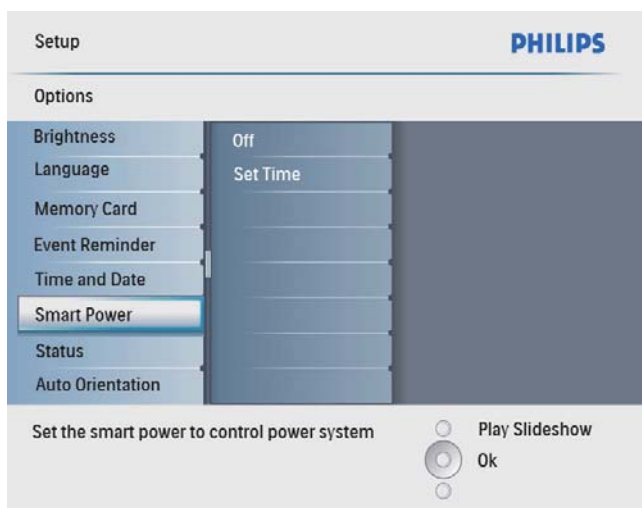 Setup
PHILIPS
Options
Brightness
Off
Language
Set Time
Memory Card
Event Reminder
Time and Date
Smart Power
Status
Auto Orientation
Set the smart power to control power system
Play Slideshow
Ok